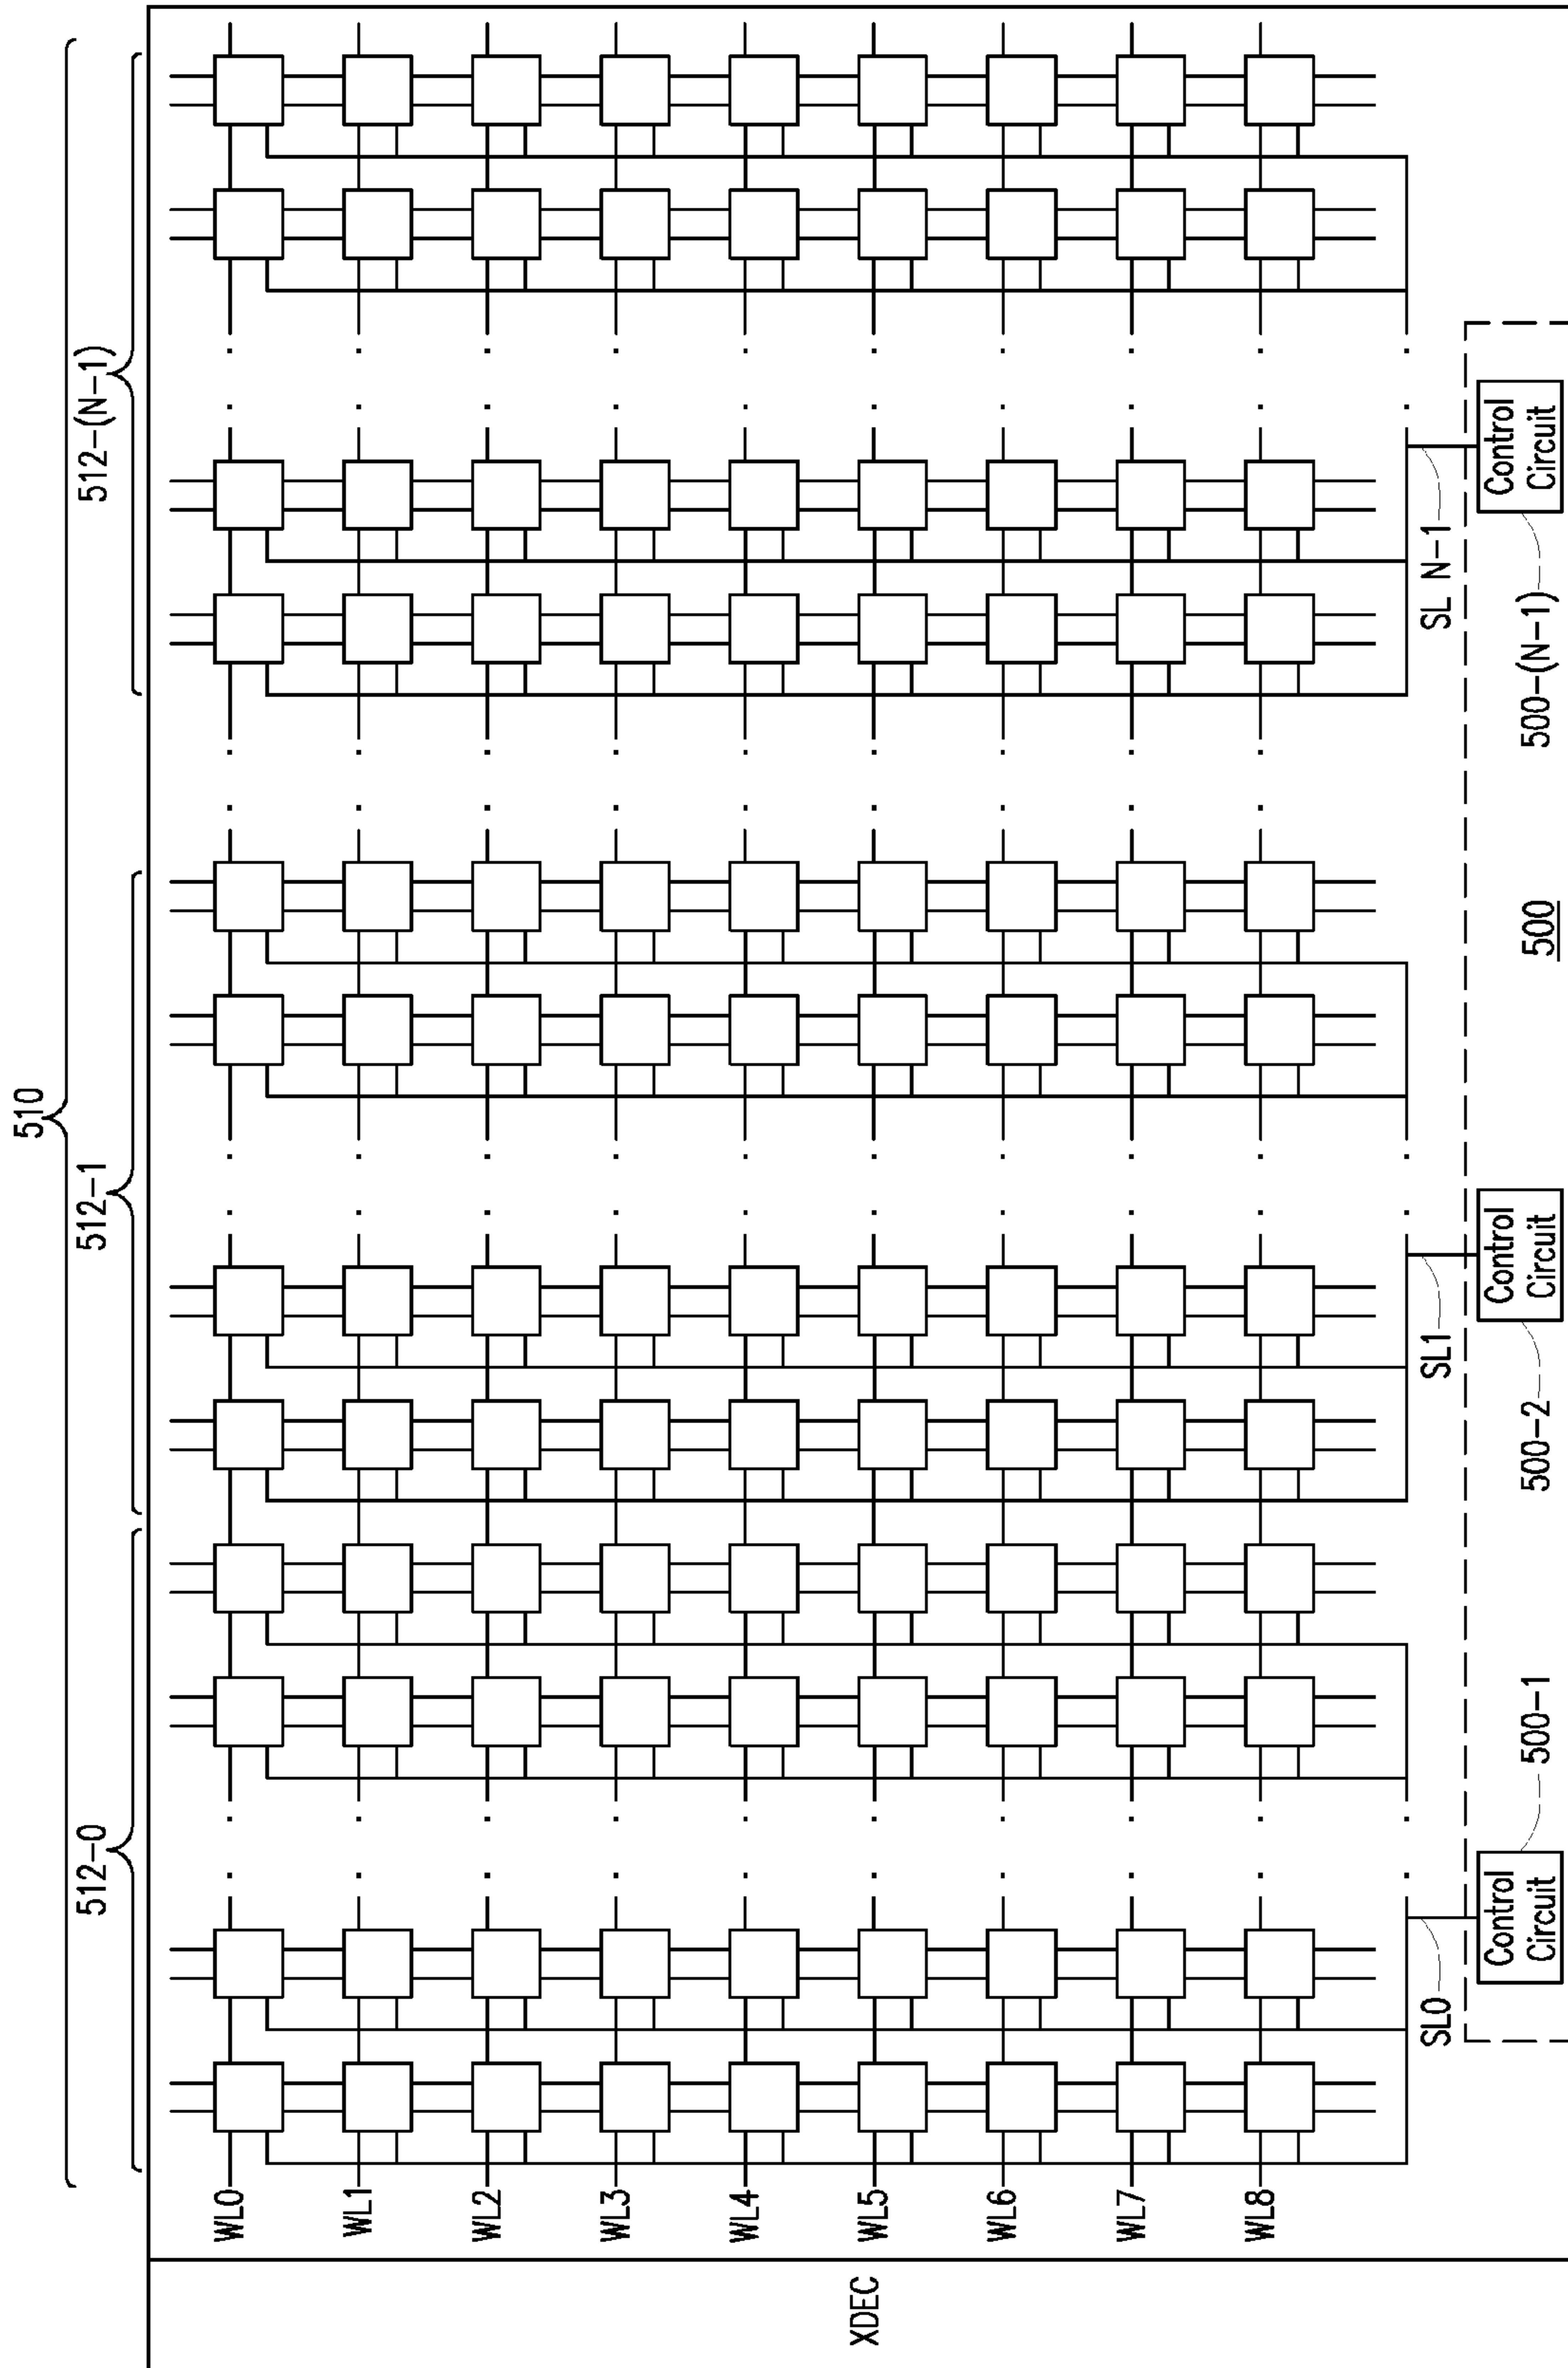 510
512-0
512-1
512-(N-1)
WL0
WL1
WL2
WL3
WL4
WL5
WL6
WL7
WL8
XDEC
SL0
SL1
SL N-1
Control
Circuit
500-1
Control
Circuit
500-2
500
Control
Circuit
500-(N-1)